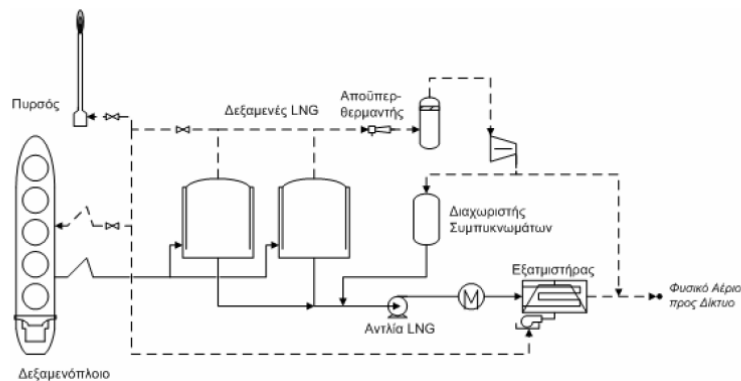 Πυρσός
Δεξαμενές LNG
Αποϋπερ-
θερμαντής
Διαχωριστής
Συμπυκνωμάτων
Εξατμιστήρας
M
Φυσικό Αέριο
προς Δίκτυο
Αντλία LNG
Δεξαμενόπλοιο